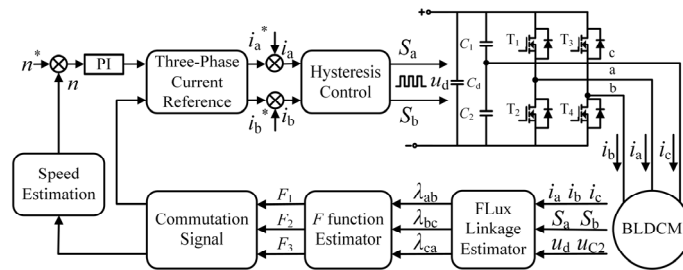 n*
n
PI
Three-Phase
Current
Reference
i_a*
i_a
i_b*
i_b
Hysteresis
Control
S_a
u_d
S_b
+
−
C_1
C_d
C_2
T_1
T_3
T_2
T_4
c
a
b
i_b
i_a
i_c
BLDCM
Speed
Estimation
Commutation
Signal
F_1
F_2
F_3
F function
Estimator
λ_ab
λ_bc
λ_ca
FLux
Linkage
Estimator
i_a i_b i_c
S_a S_b
u_d u_C2